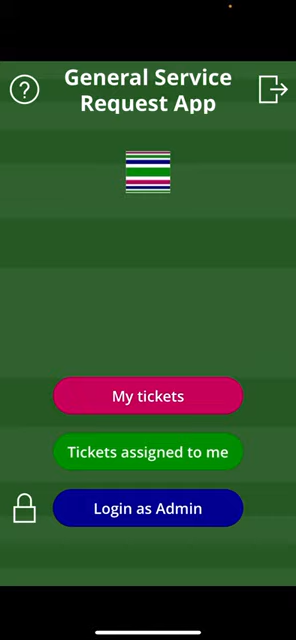 General Service
Request App
?
My tickets
Tickets assigned to me
Login as Admin